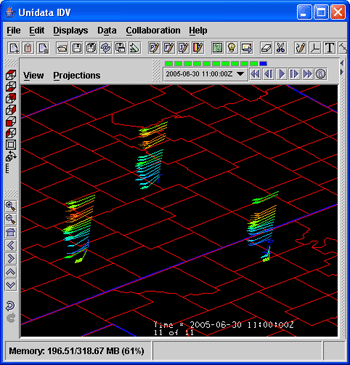 Unidata IDV
File Edit Displays Data Collaboration Help
View Projections
2005-06-30 11:00:00Z
Time = 2005-06-30 11:00:00Z
11 of 11
Memory: 196.51/318.67 MB (61%)